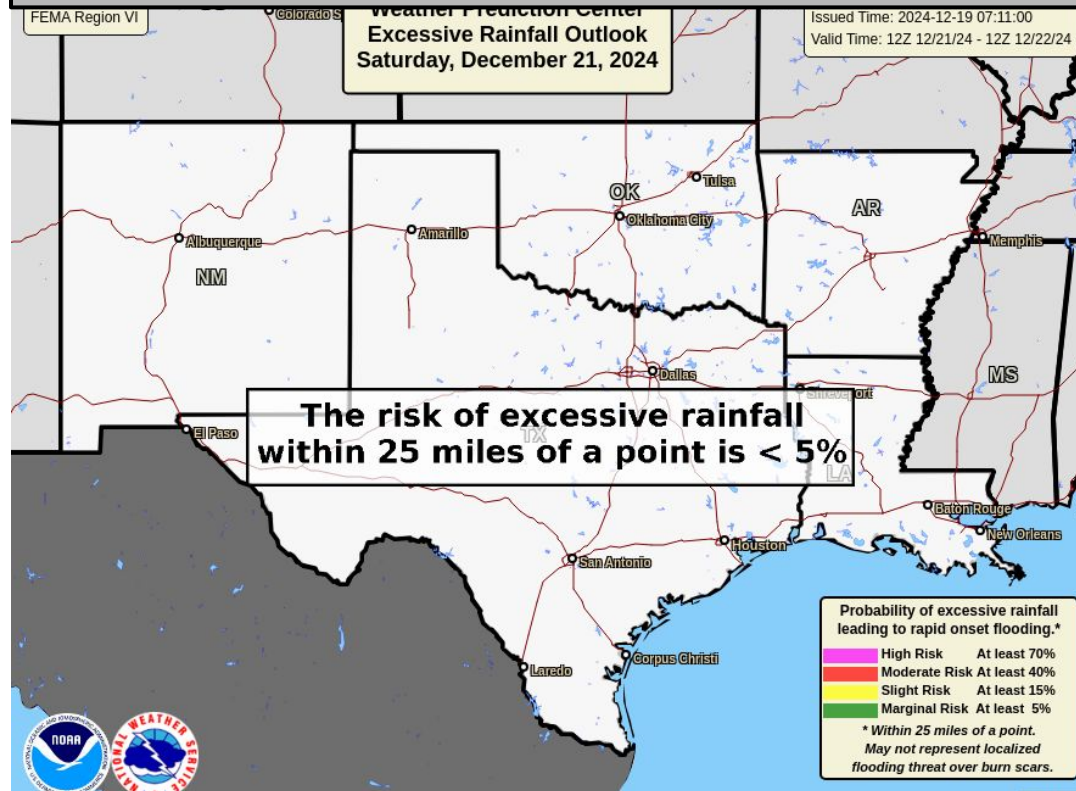 FEMA Region VI
Weather Prediction Center
Excessive Rainfall Outlook
Saturday, December 21, 2024
Issued Time: 2024-12-19 07:11:00
Valid Time: 12Z 12/21/24 - 12Z 12/22/24
Colorado S
Tulsa
OK
Oklahoma City
AR
Amarillo
Albuquerque
Memphis
NM
Dallas
MS
Shreveport
The risk of excessive rainfall
within 25 miles of a point is < 5%
El Paso
TX
LA
Baton Rouge
New Orleans
Houston
San Antonio
Corpus Christi
Laredo
Probability of excessive rainfall
leading to rapid onset flooding.*
High Risk At least 70%
Moderate Risk At least 40%
Slight Risk At least 15%
Marginal Risk At least 5%
* Within 25 miles of a point.
May not represent localized
flooding threat over burn scars.
NOAA
NATIONAL WEATHER SERVICE